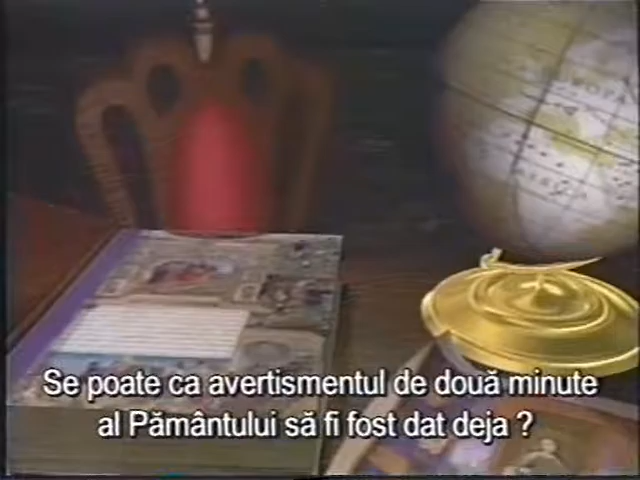 Se poate ca avertismentul de două minute
al Pământului să fi fost dat deja ?